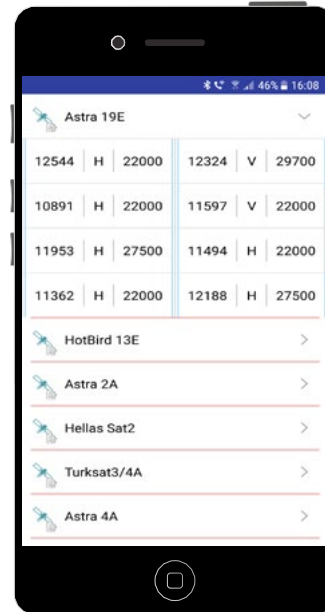 46% 16:08
Astra 19E
12544 H 22000 12324 V 29700
10891 H 22000 11597 V 22000
11953 H 27500 11494 H 22000
11362 H 22000 12188 H 27500
HotBird 13E
Astra 2A
Hellas Sat2
Turksat3/4A
Astra 4A